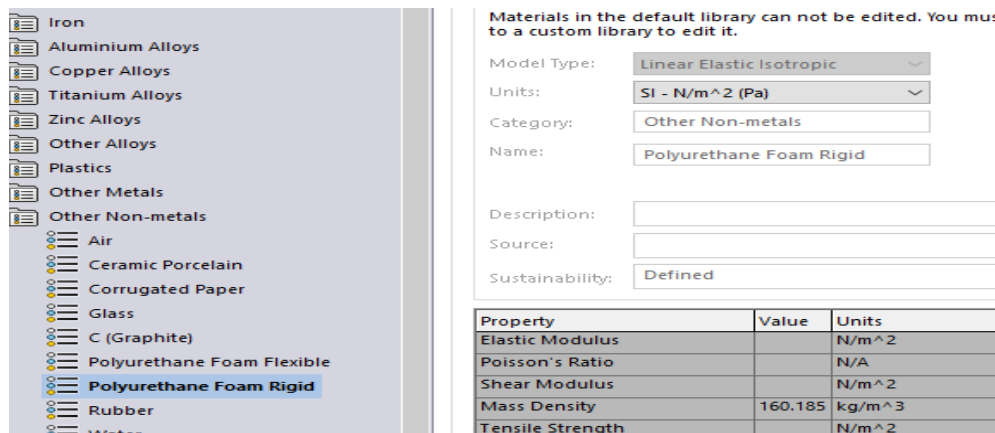 Iron
Aluminium Alloys
Copper Alloys
Titanium Alloys
Zinc Alloys
Other Alloys
Plastics
Other Metals
Other Non-metals
Air
Ceramic Porcelain
Corrugated Paper
Glass
C (Graphite)
Polyurethane Foam Flexible
Polyurethane Foam Rigid
Rubber
Water
Materials in the default library can not be edited. You mus
to a custom library to edit it.
Model Type: Linear Elastic Isotropic
Units: SI - N/m^2 (Pa)
Category: Other Non-metals
Name: Polyurethane Foam Rigid
Description:
Source:
Sustainability: Defined
Property Value Units
Elastic Modulus N/m^2
Poisson's Ratio N/A
Shear Modulus N/m^2
Mass Density 160.185 kg/m^3
Tensile Strength N/m^2